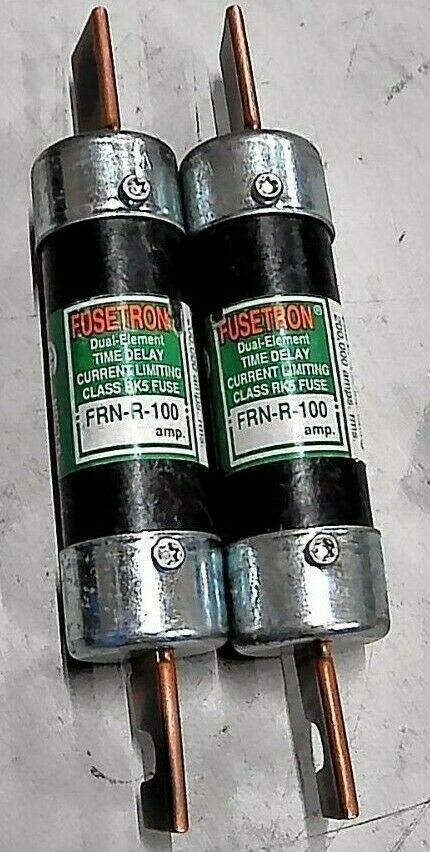 FUSETRON
Dual-Element
TIME DELAY
CURRENT LIMITING
CLASS RK5 FUSE
FRN-R-100
amp.
FUSETRON®
Dual-Element
TIME DELAY
CURRENT LIMITING
CLASS RK5 FUSE
FRN-R-100
amp.
200,000 amps. rms